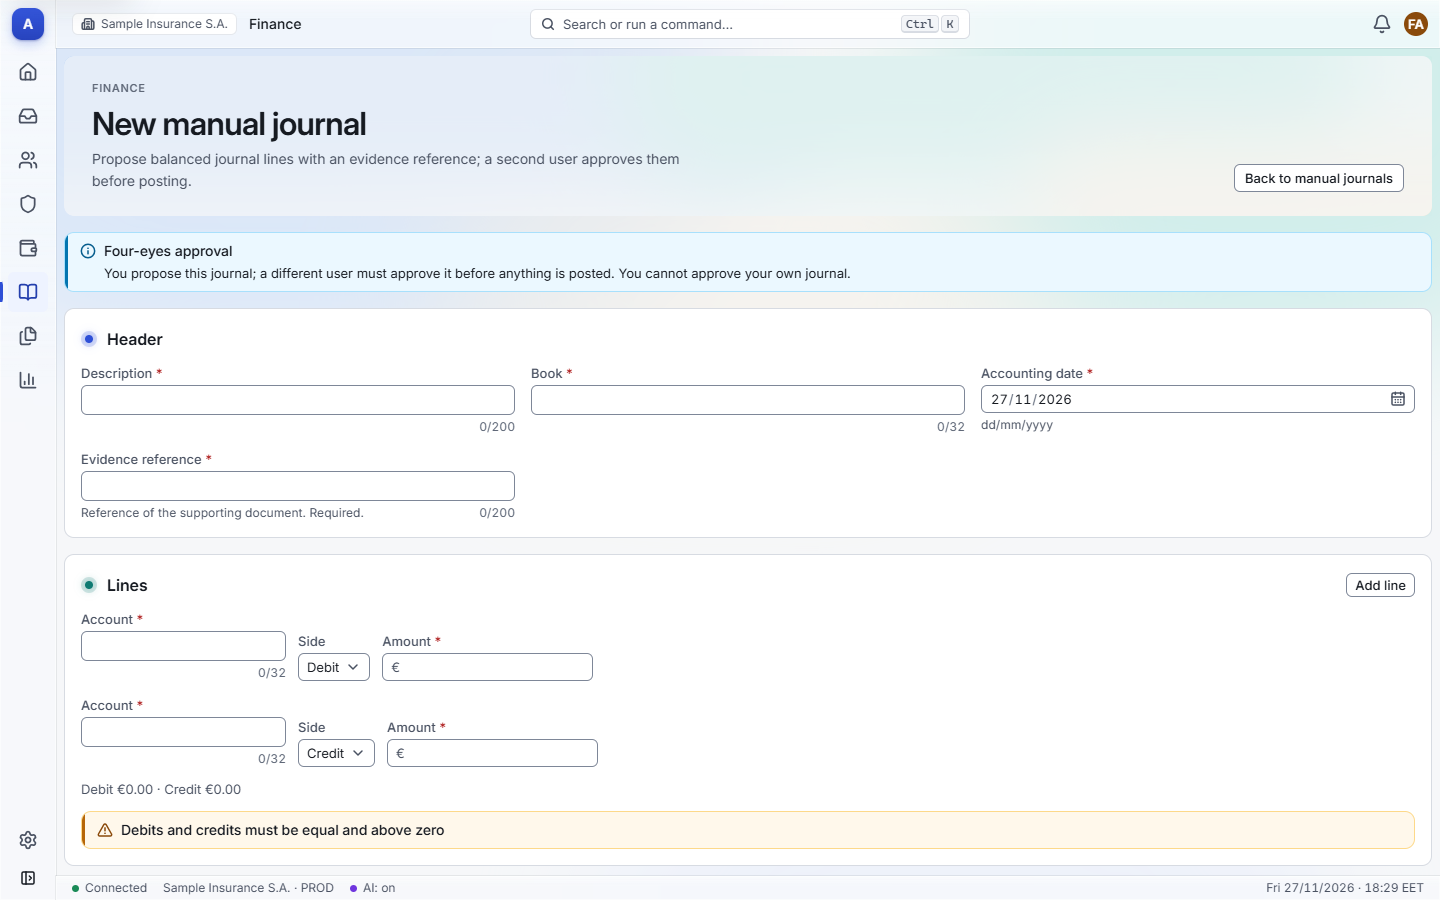 A
Sample Insurance S.A.
Finance
Search or run a command...
Ctrl K
FA
FINANCE
New manual journal
Propose balanced journal lines with an evidence reference; a second user approves them
before posting.
Back to manual journals
Four-eyes approval
You propose this journal; a different user must approve it before anything is posted. You cannot approve your own journal.
Header
Description *
Book *
Accounting date *
27/11/2026
0/200
0/32
dd/mm/yyyy
Evidence reference *
Reference of the supporting document. Required.
0/200
Lines
Add line
Account *
Side
Amount *
Debit
€
0/32
Account *
Side
Amount *
Credit
€
0/32
Debit €0.00 · Credit €0.00
Debits and credits must be equal and above zero
Connected
Sample Insurance S.A. · PROD
AI: on
Fri 27/11/2026 · 18:29 EET